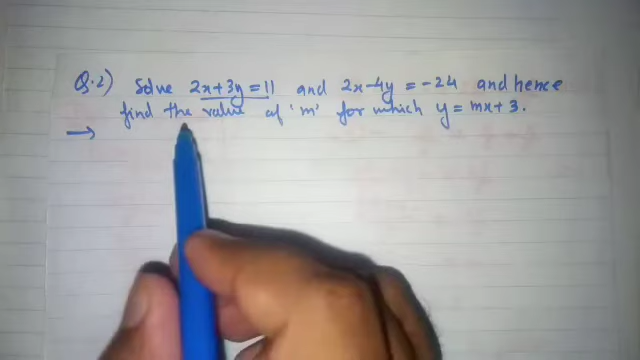 Q.2) Solve 2x+3y=11 and 2x-4y=-24 and hence
find the value of 'm' for which y=mx+3.
→